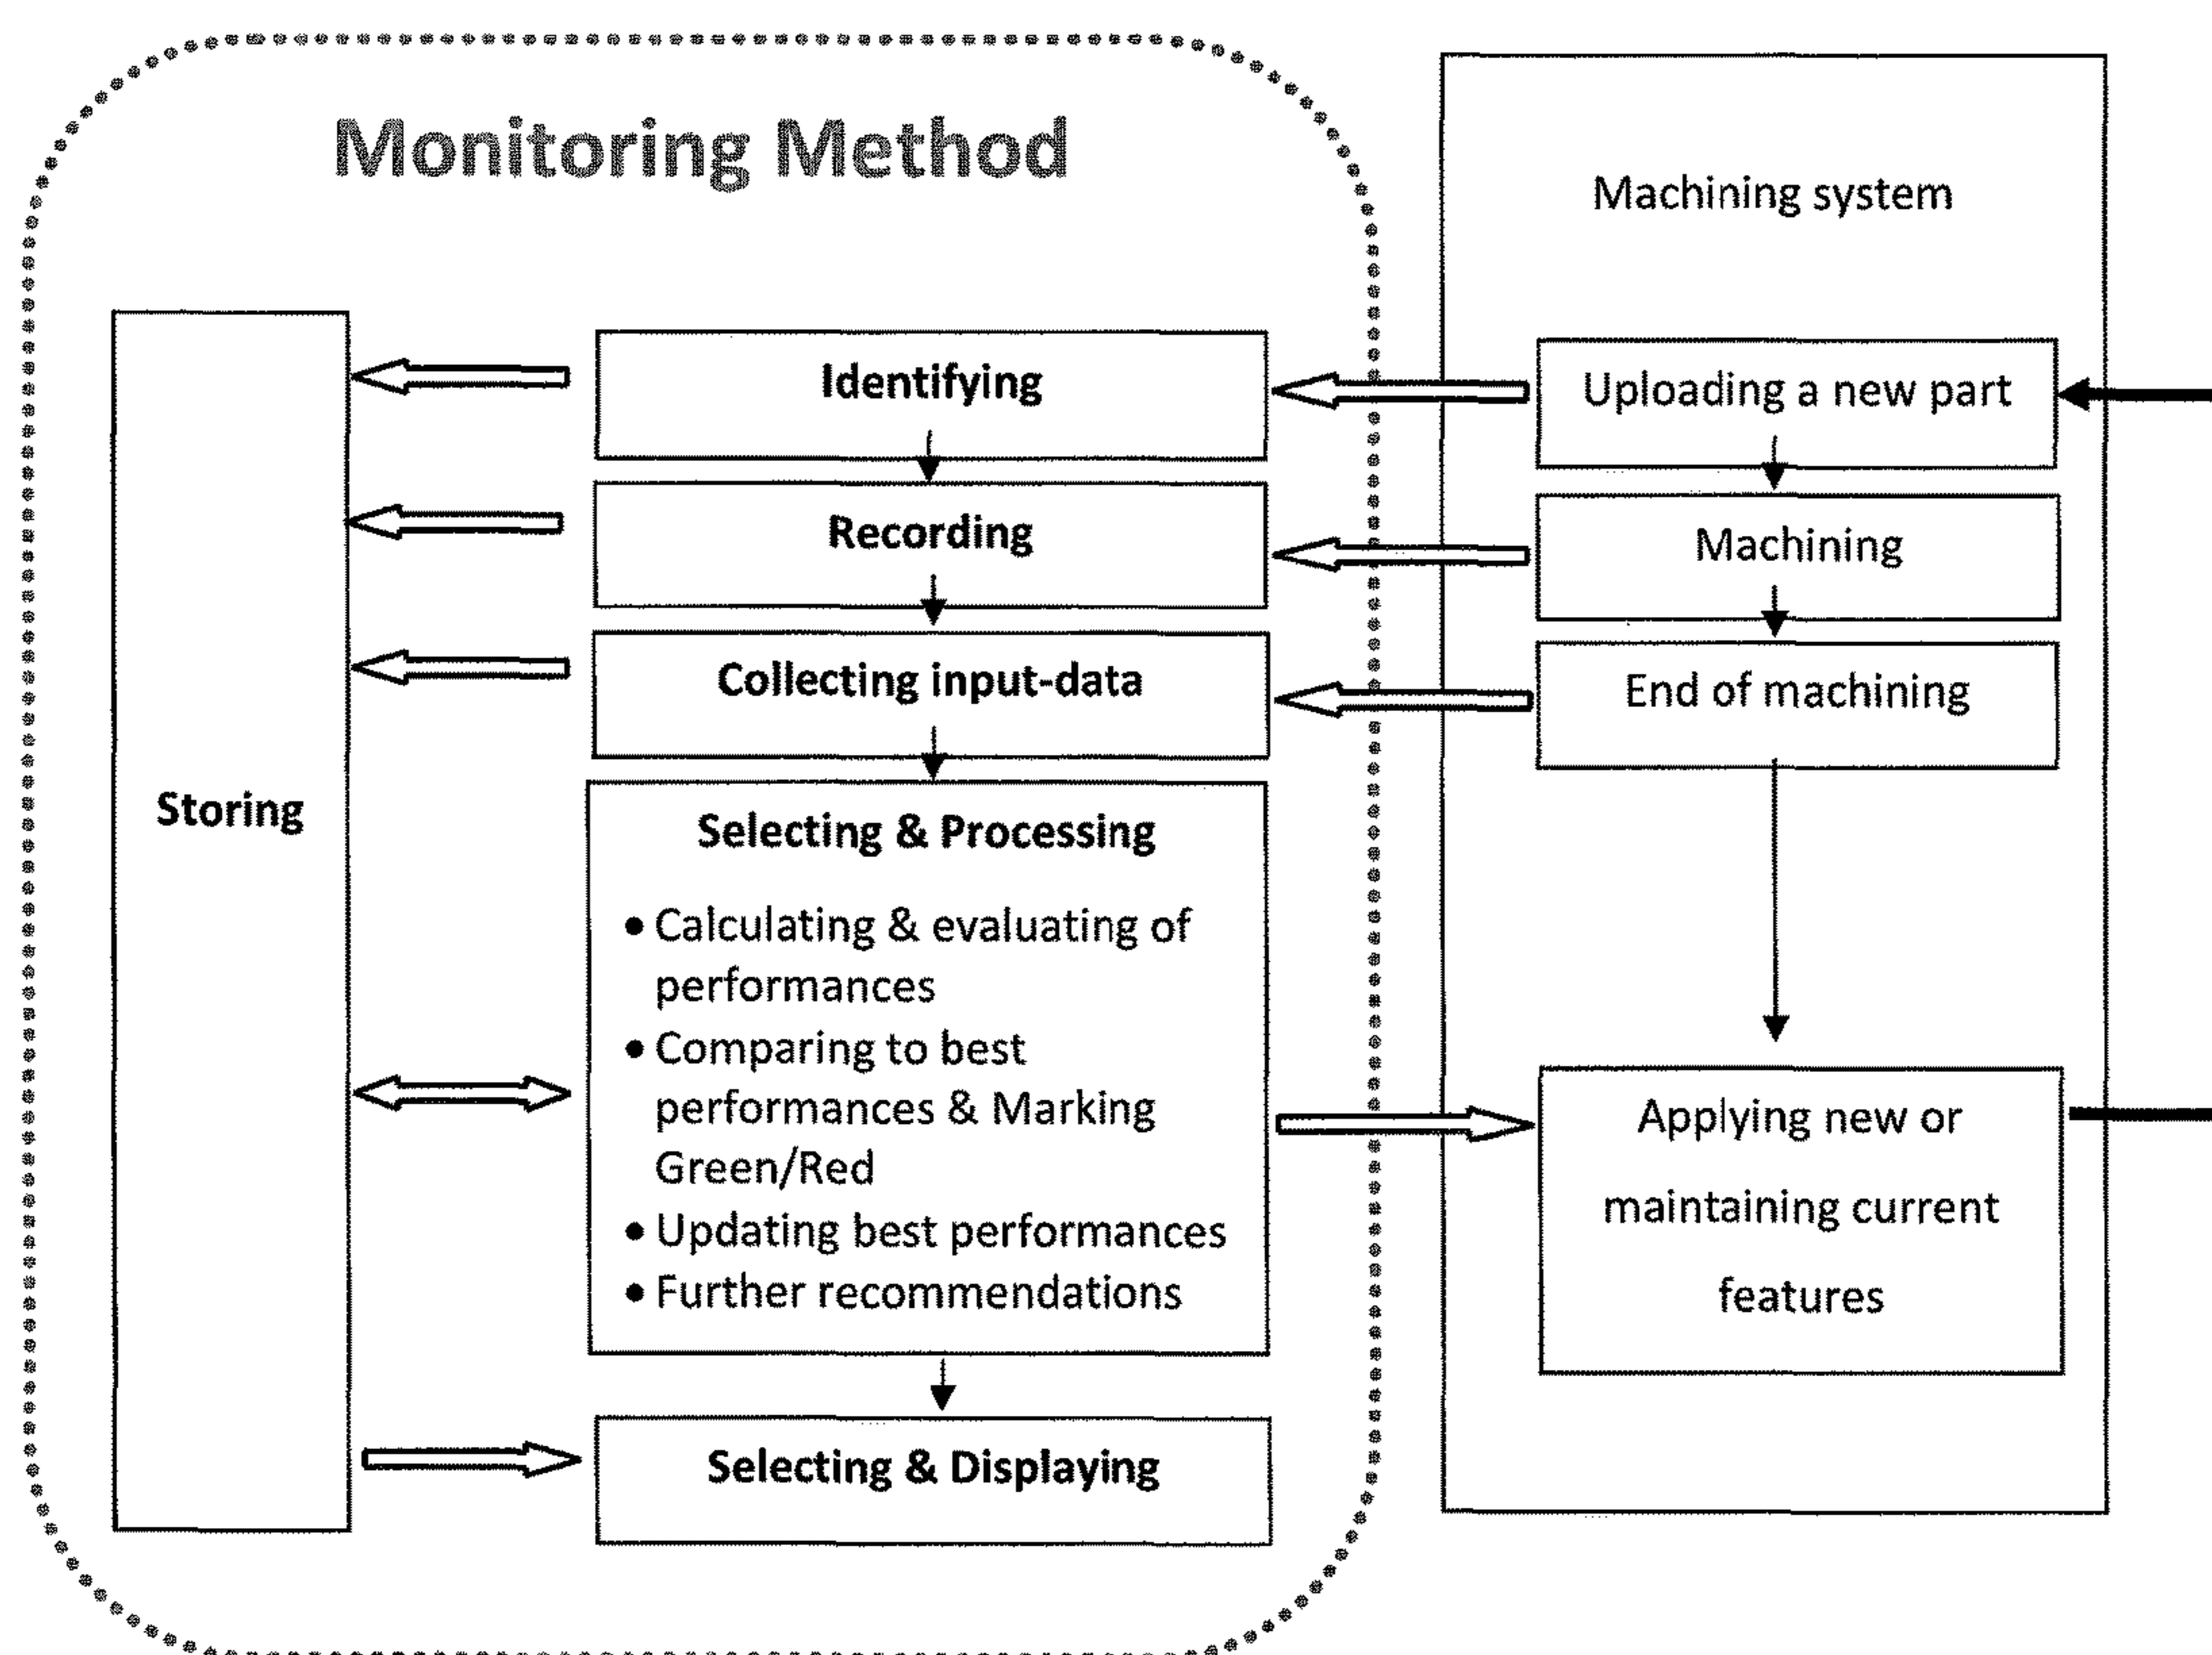 Monitoring Method
Storing
Identifying
Recording
Collecting input-data
Selecting & Processing
• Calculating & evaluating of
performances
• Comparing to best
performances & Marking
Green/Red
• Updating best performances
• Further recommendations
Selecting & Displaying
Machining system
Uploading a new part
Machining
End of machining
Applying new or
maintaining current
features